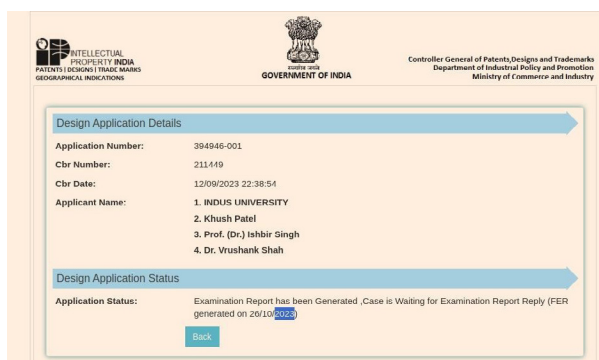 INTELLECTUAL
PROPERTY INDIA
PATENTS | DESIGNS | TRADE MARKS
GEOGRAPHICAL INDICATIONS
सत्यमेव जयते
GOVERNMENT OF INDIA
Controller General of Patents,Designs and Trademarks
Department of Industrial Policy and Promotion
Ministry of Commerce and Industry
Design Application Details
Application Number: 394946-001
Cbr Number: 211449
Cbr Date: 12/09/2023 22:38:54
Applicant Name: 1. INDUS UNIVERSITY
2. Khush Patel
3. Prof. (Dr.) Ishbir Singh
4. Dr. Vrushank Shah
Design Application Status
Application Status: Examination Report has been Generated ,Case is Waiting for Examination Report Reply (FER
generated on 26/10/2023)
Back